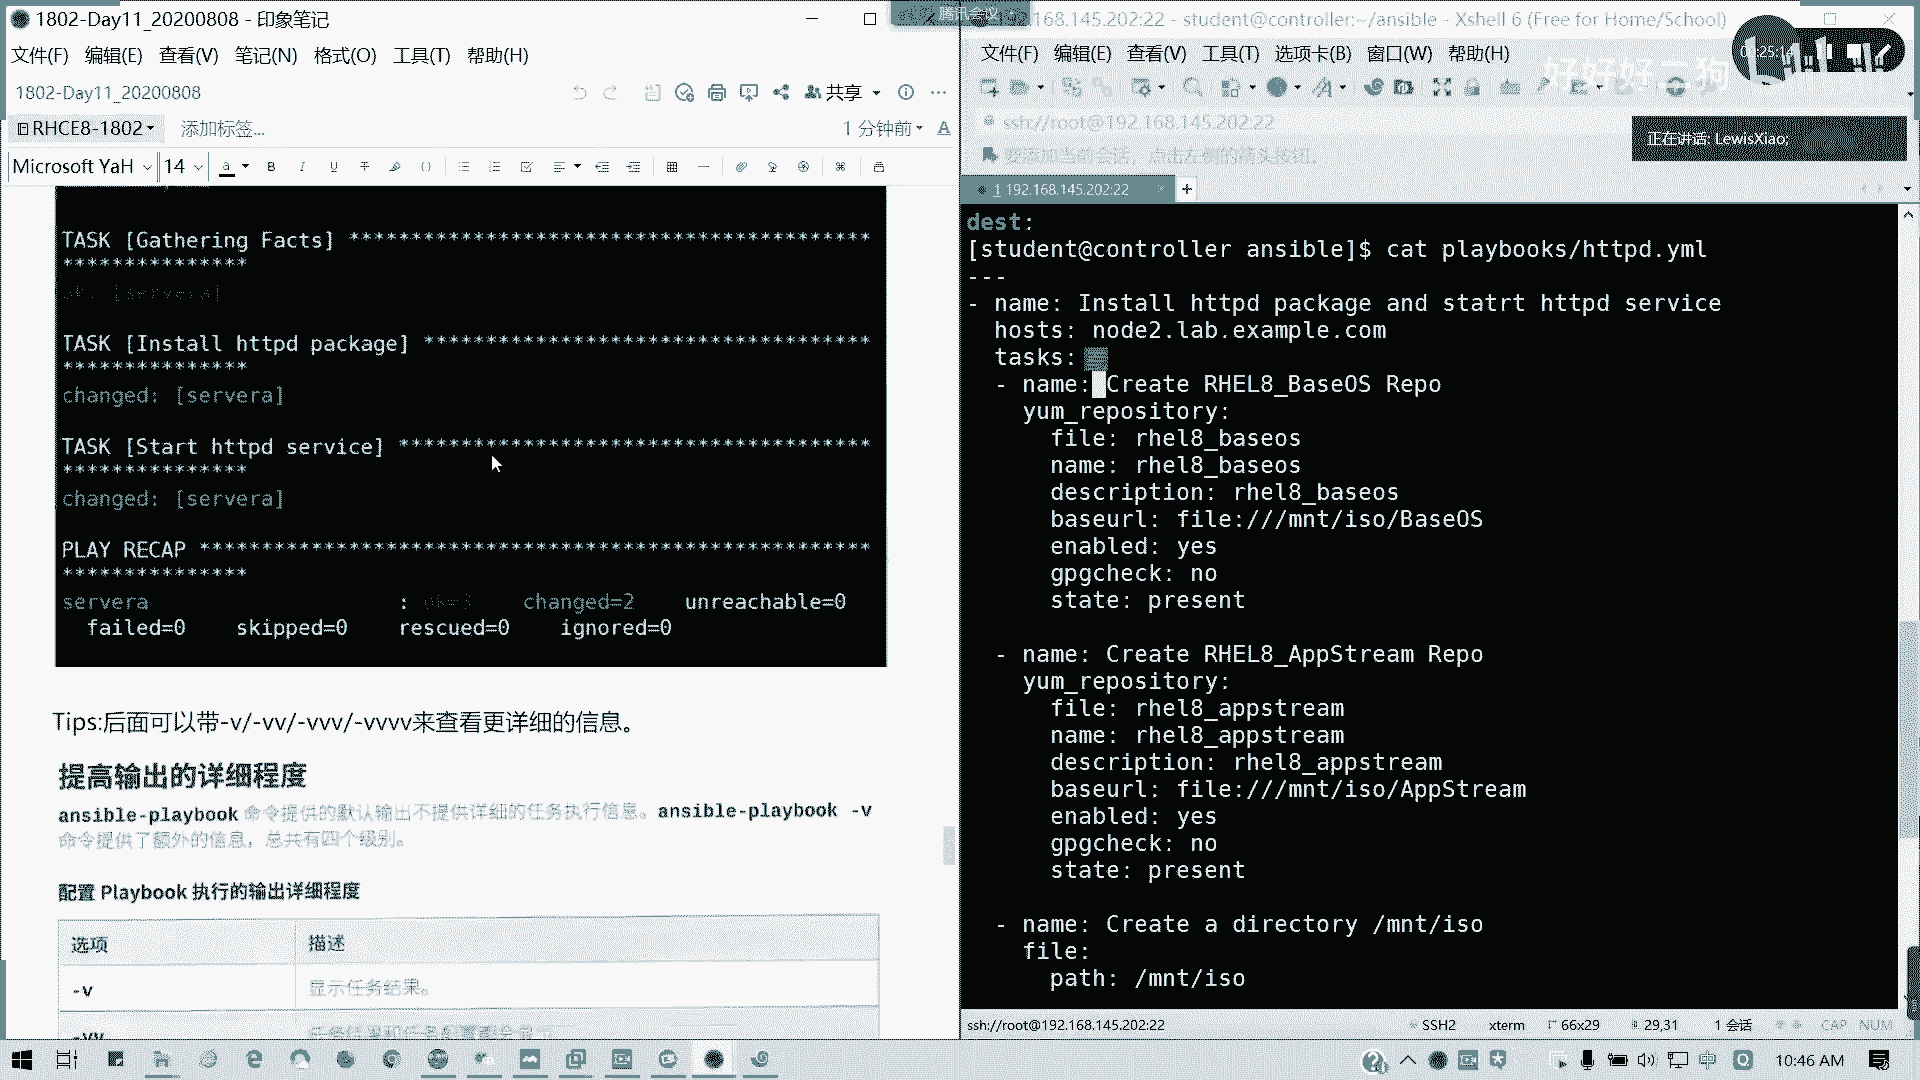 1802-Day11_20200808 - 印象笔记
文件(F) 编辑(E) 查看(V) 笔记(N) 格式(O) 工具(T) 帮助(H)
1802-Day11_20200808
共享
RHCE8-1802
添加标签...
1 分钟前
Microsoft YaH
14
TASK [Gathering Facts] *****************************************
***************
ok: [servera]
TASK [Install httpd package] ************************************
***************
changed: [servera]
TASK [Start httpd service] **************************************
***************
changed: [servera]
PLAY RECAP ******************************************************
***************
servera : ok=3 changed=2 unreachable=0
failed=0 skipped=0 rescued=0 ignored=0
Tips:后面可以带-v/-vv/-vvv/-vvvv来查看更详细的信息。
提高输出的详细程度
ansible-playbook 命令提供的默认输出不提供详细的任务执行信息。ansible-playbook -v
命令提供了额外的信息，总共有四个级别。
配置 Playbook 执行的输出详细程度
选项 描述
-v 显示任务结果。
-vv
腾讯会议
168.145.202:22 - student@controller:~/ansible - Xshell 6 (Free for Home/School)
文件(F) 编辑(E) 查看(V) 工具(T) 选项卡(B) 窗口(W) 帮助(H)
好好好二狗
ssh://root@192.168.145.202:22
要添加当前会话，点击左侧的箭头按钮。
正在讲话: LewisXiao;
1 192.168.145.202:22
dest:
[student@controller ansible]$ cat playbooks/httpd.yml
---
- name: Install httpd package and statrt httpd service
  hosts: node2.lab.example.com
  tasks:
  - name: Create RHEL8_BaseOS Repo
    yum_repository:
      file: rhel8_baseos
      name: rhel8_baseos
      description: rhel8_baseos
      baseurl: file:///mnt/iso/BaseOS
      enabled: yes
      gpgcheck: no
      state: present
  - name: Create RHEL8_AppStream Repo
    yum_repository:
      file: rhel8_appstream
      name: rhel8_appstream
      description: rhel8_appstream
      baseurl: file:///mnt/iso/AppStream
      enabled: yes
      gpgcheck: no
      state: present
  - name: Create a directory /mnt/iso
    file:
      path: /mnt/iso
ssh://root@192.168.145.202:22 SSH2 xterm 66x29 29,31 1 会话 CAP NUM
中
10:46 AM